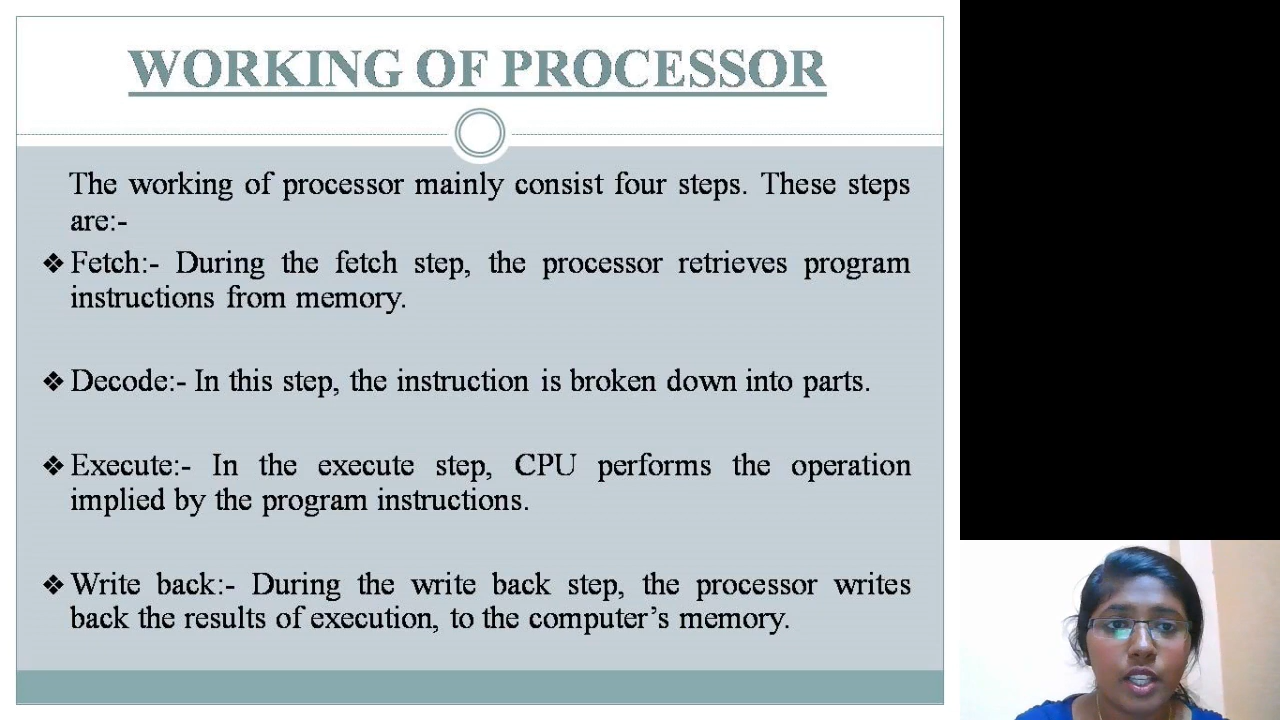 WORKING OF PROCESSOR
The working of processor mainly consist four steps. These steps
are:-
❖ Fetch:- During the fetch step, the processor retrieves program
instructions from memory.
❖ Decode:- In this step, the instruction is broken down into parts.
❖ Execute:- In the execute step, CPU performs the operation
implied by the program instructions.
❖ Write back:- During the write back step, the processor writes
back the results of execution, to the computer’s memory.